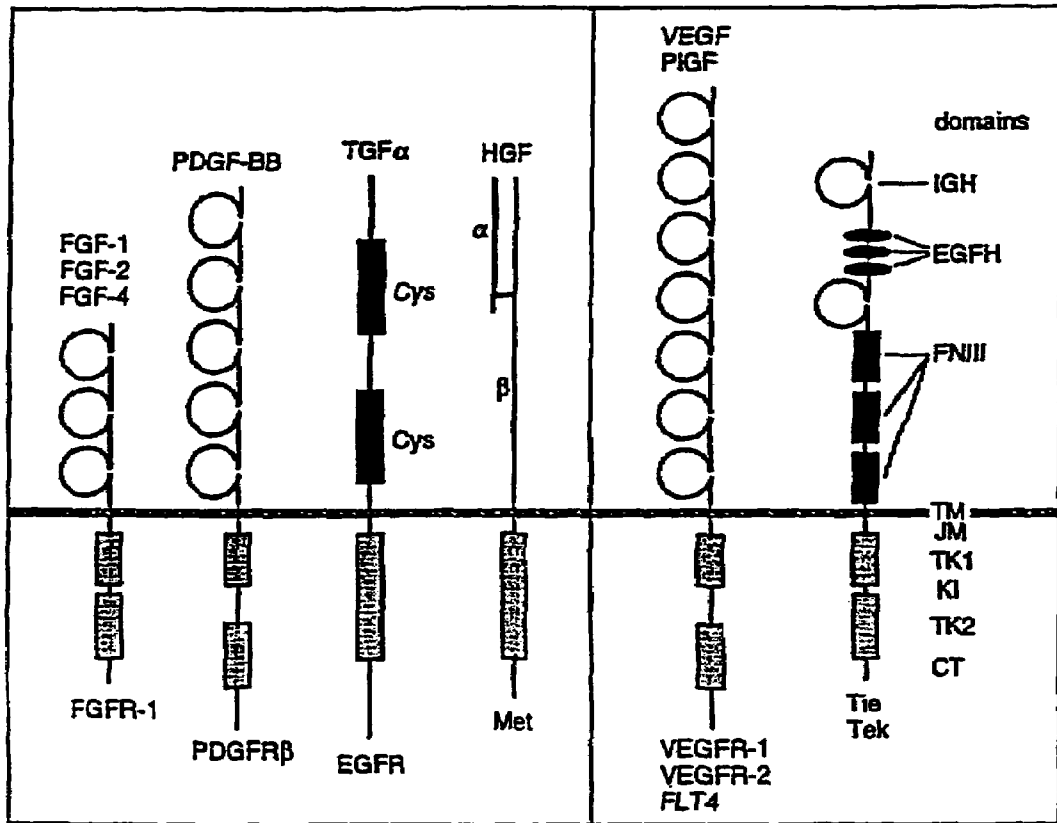 FGF-1
FGF-2
FGF-4
FGFR-1
PDGF-BB
PDGFRβ
TGFα
Cys
Cys
EGFR
HGF
α
β
Met
VEGF
PIGF
VEGFR-1
VEGFR-2
FLT4
domains
IGH
EGFH
FNIII
TM
JM
TK1
KI
TK2
CT
Tie
Tek